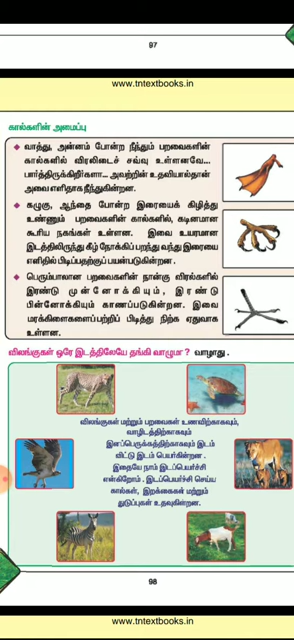 97
www.tntextbooks.in
கால்களின் அமைப்பு
வாத்து, அன்னம் போன்ற நீந்தும் பறவைகளின்
கால்களில் விரலிடைச் சவ்வு உள்ளனவே...
பார்த்திருக்கிறீர்களா... அவற்றின் உதவியால்தான்
அவை எளிதாக நீந்துகின்றன.
கழுகு, ஆந்தை போன்ற இரையைக் கிழித்து
உண்ணும் பறவைகளின் கால்களில், கடினமான
கூரிய நகங்கள் உள்ளன. இவை உயரமான
இடத்திலிருந்து கீழ் நோக்கிப் பறந்து வந்து இரையை
எளிதில் பிடிப்பதற்குப் பயன்படுகின்றன.
பெரும்பாலான பறவைகளின் நான்கு விரல்களில்
இரண்டு முன்னோக்கியும், இரண்டு
பின்னோக்கியும் காணப்படுகின்றன. இவை
மரக்கிளைகளைப் பற்றிப் பிடித்து நிற்க ஏதுவாக
உள்ளன.
விலங்குகள் ஒரே இடத்திலேயே தங்கி வாழுமா? வாழாது.
விலங்குகள் மற்றும் பறவைகள் உணவிற்காகவும்,
வாழிடத்திற்காகவும்
இனப்பெருக்கத்திற்காகவும் இடம்
விட்டு இடம் பெயர்கின்றன.
இதையே நாம் இடப்பெயர்ச்சி
என்கிறோம். இடப்பெயர்ச்சி செய்ய
கால்கள், இறக்கைகள் மற்றும்
துடுப்புகள் உதவுகின்றன.
98
www.tntextbooks.in